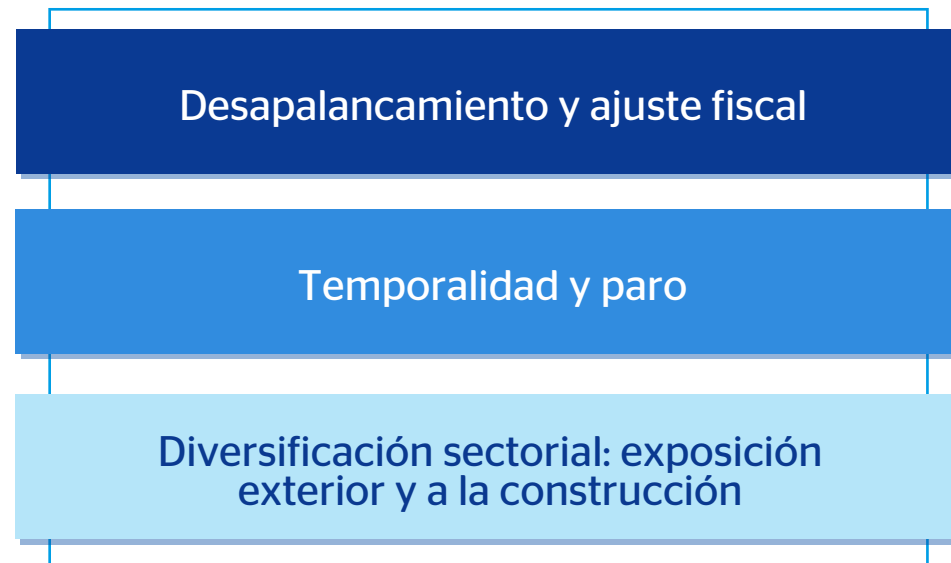 Desapalancamiento y ajuste fiscal
Temporalidad y paro
Diversificación sectorial: exposición
exterior y a la construcción